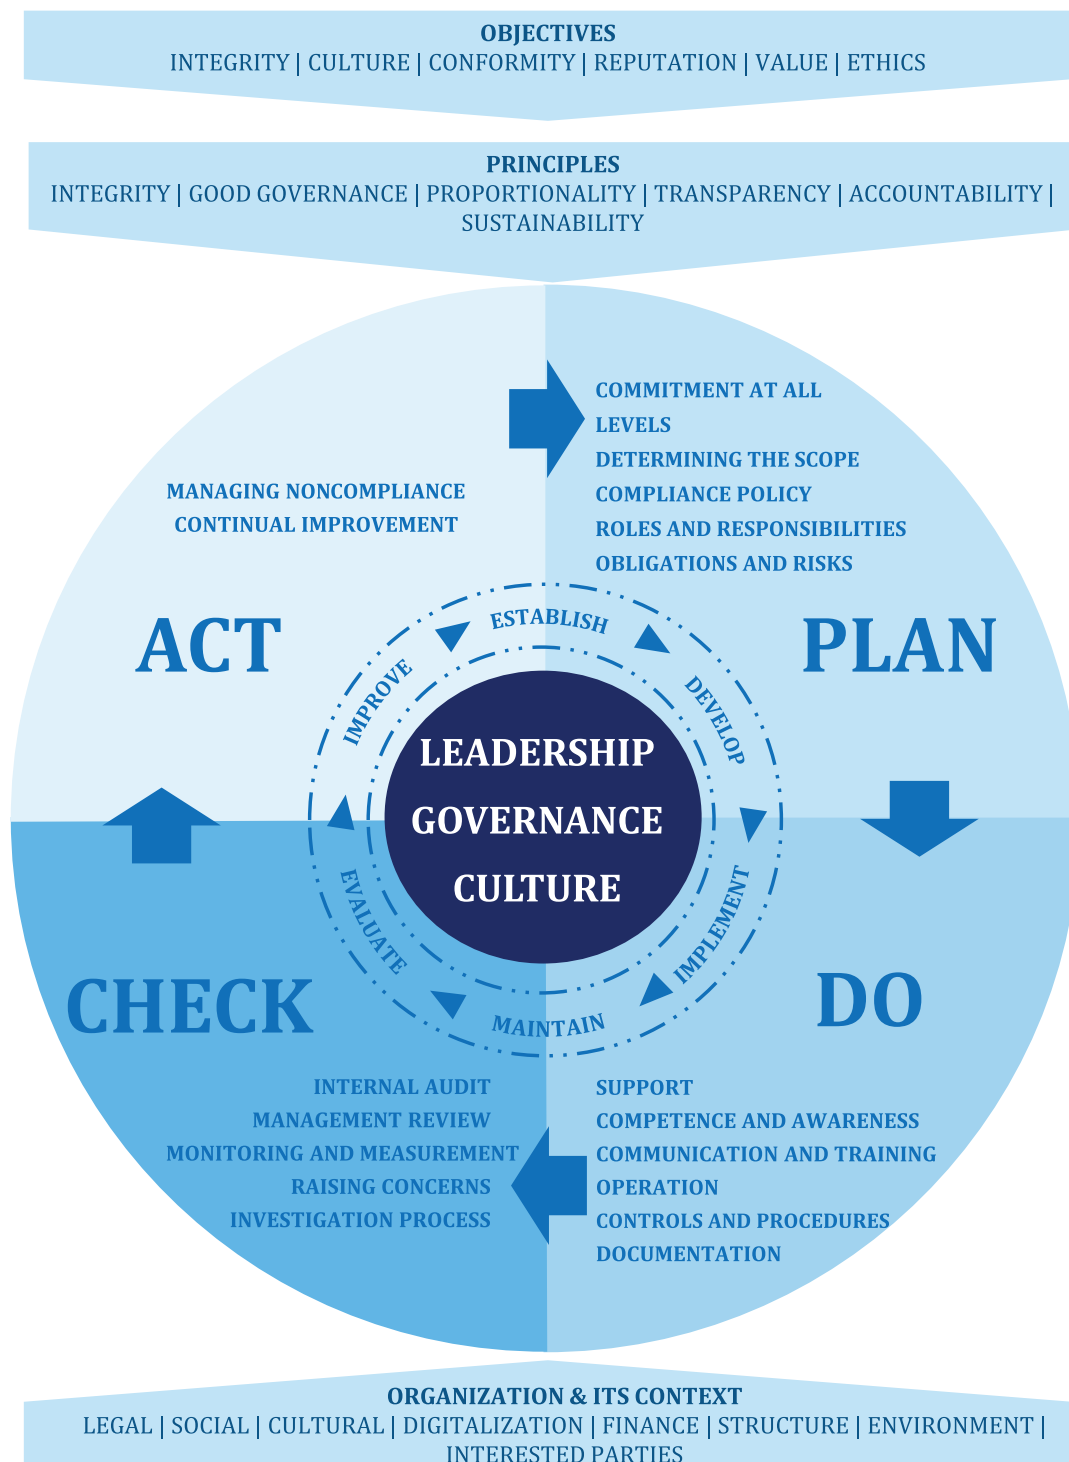 OBJECTIVES
INTEGRITY | CULTURE | CONFORMITY | REPUTATION | VALUE | ETHICS
PRINCIPLES
INTEGRITY | GOOD GOVERNANCE | PROPORTIONALITY | TRANSPARENCY | ACCOUNTABILITY |
SUSTAINABILITY
COMMITMENT AT ALL
LEVELS
DETERMINING THE SCOPE
COMPLIANCE POLICY
ROLES AND RESPONSIBILITIES
OBLIGATIONS AND RISKS
PLAN
MANAGING NONCOMPLIANCE
CONTINUAL IMPROVEMENT
ACT
ESTABLISH
DEVELOP
IMPLEMENT
MAINTAIN
EVALUATE
IMPROVE
LEADERSHIP
GOVERNANCE
CULTURE
CHECK
INTERNAL AUDIT
MANAGEMENT REVIEW
MONITORING AND MEASUREMENT
RAISING CONCERNS
INVESTIGATION PROCESS
DO
SUPPORT
COMPETENCE AND AWARENESS
COMMUNICATION AND TRAINING
OPERATION
CONTROLS AND PROCEDURES
DOCUMENTATION
ORGANIZATION & ITS CONTEXT
LEGAL | SOCIAL | CULTURAL | DIGITALIZATION | FINANCE | STRUCTURE | ENVIRONMENT |
INTERESTED PARTIES